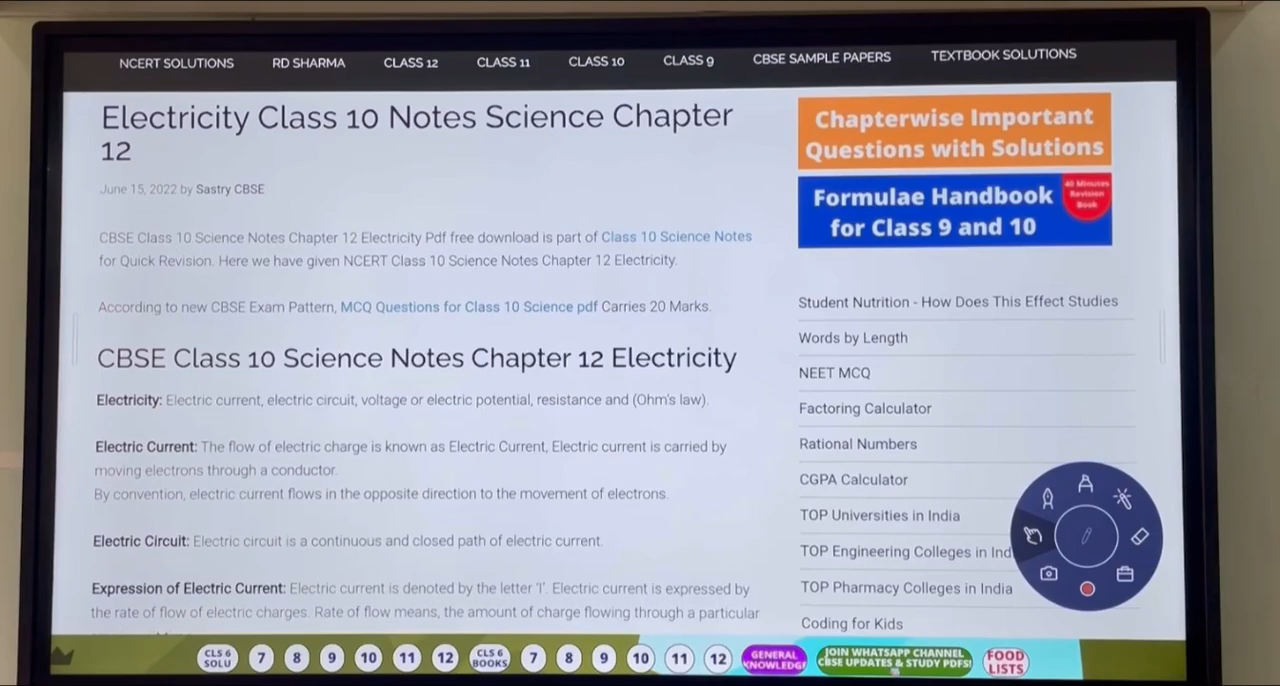 NCERT SOLUTIONS RD SHARMA CLASS 12 CLASS 11 CLASS 10 CLASS 9 CBSE SAMPLE PAPERS TEXTBOOK SOLUTIONS
Electricity Class 10 Notes Science Chapter
12
June 15, 2022 by Sastry CBSE
CBSE Class 10 Science Notes Chapter 12 Electricity Pdf free download is part of Class 10 Science Notes
for Quick Revision. Here we have given NCERT Class 10 Science Notes Chapter 12 Electricity.
According to new CBSE Exam Pattern, MCQ Questions for Class 10 Science pdf Carries 20 Marks.
CBSE Class 10 Science Notes Chapter 12 Electricity
Electricity: Electric current, electric circuit, voltage or electric potential, resistance and (Ohm's law).
Electric Current: The flow of electric charge is known as Electric Current, Electric current is carried by
moving electrons through a conductor.
By convention, electric current flows in the opposite direction to the movement of electrons.
Electric Circuit: Electric circuit is a continuous and closed path of electric current.
Expression of Electric Current: Electric current is denoted by the letter 'I'. Electric current is expressed by
the rate of flow of electric charges. Rate of flow means, the amount of charge flowing through a particular
Chapterwise Important
Questions with Solutions
Formulae Handbook
for Class 9 and 10
40 Minutes
Revision
Book
Student Nutrition - How Does This Effect Studies
Words by Length
NEET MCQ
Factoring Calculator
Rational Numbers
CGPA Calculator
TOP Universities in India
TOP Engineering Colleges in Ind
TOP Pharmacy Colleges in India
Coding for Kids
CLS 6
SOLU
7 8 9 10 11 12
CLS 6
BOOKS
7 8 9 10 11 12
GENERAL
KNOWLEDGE
JOIN WHATSAPP CHANNEL
CBSE UPDATES & STUDY PDFS!
FOOD
LISTS